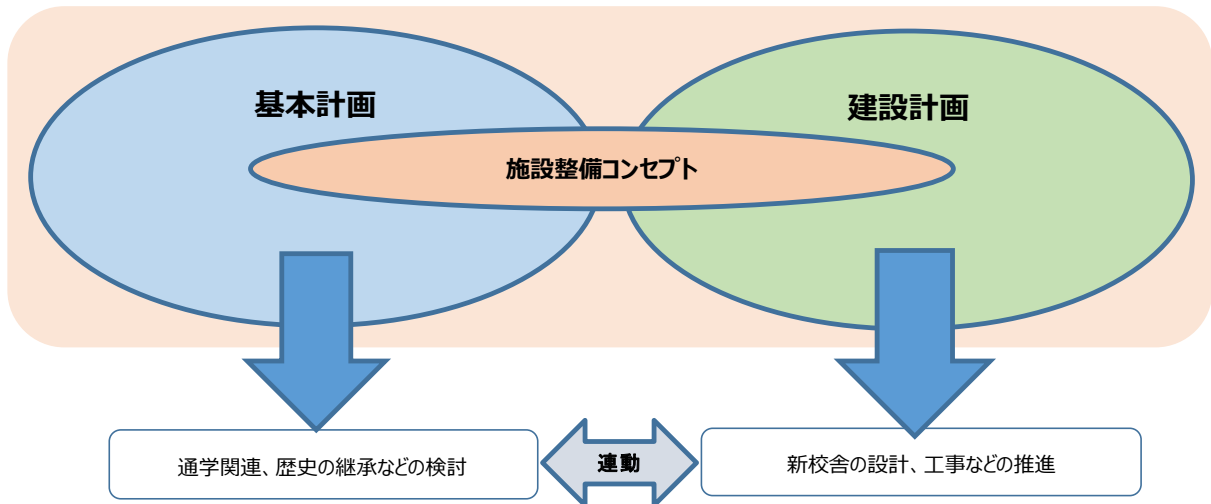 基本計画
建設計画
施設整備コンセプト
通学関連、歴史の継承などの検討
連動
新校舎の設計、工事などの推進